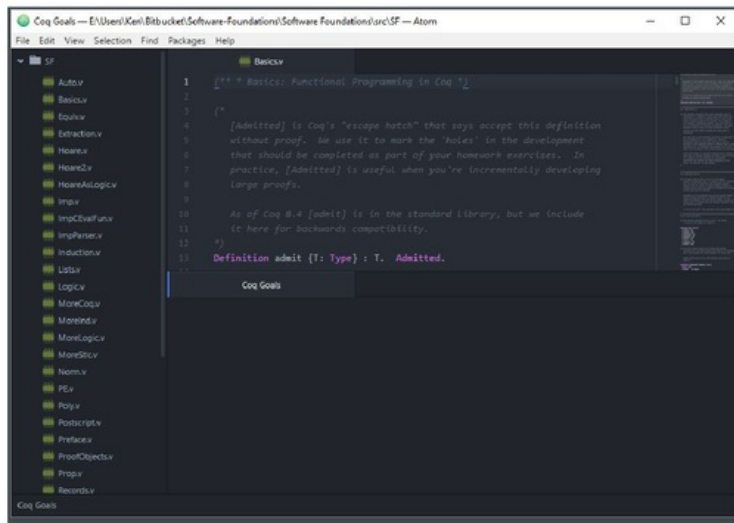 Coq Goals — E:\Users\Ken\Bitbucket\Software-Foundations\Software Foundations\src\SF — Atom
File Edit View Selection Find Packages Help
SF
Auto.v
Basics.v
Equiv.v
Extraction.v
Hoare.v
Hoare2.v
HoareAsLogic.v
Imp.v
ImpCEvalFun.v
ImpParser.v
Induction.v
Lists.v
Logic.v
MoreCoq.v
MoreInd.v
MoreLogic.v
MoreStlc.v
Norm.v
PE.v
Poly.v
Postscript.v
Preface.v
ProofObjects.v
Prop.v
Records.v
Basics.v
1 (** * Basics: Functional Programming in Coq *)
2
3 (*
4 [Admitted] is Coq's "escape hatch" that says accept this definition
5 without proof. We use it to mark the 'holes' in the development
6 that should be completed as part of your homework exercises. In
7 practice, [Admitted] is useful when you're incrementally developing
8 large proofs.
9
10 As of Coq 8.4 [admit] is in the standard library, but we include
11 it here for backwards compatibility.
12 *)
13 Definition admit {T: Type} : T. Admitted.
Coq Goals
Coq Goals